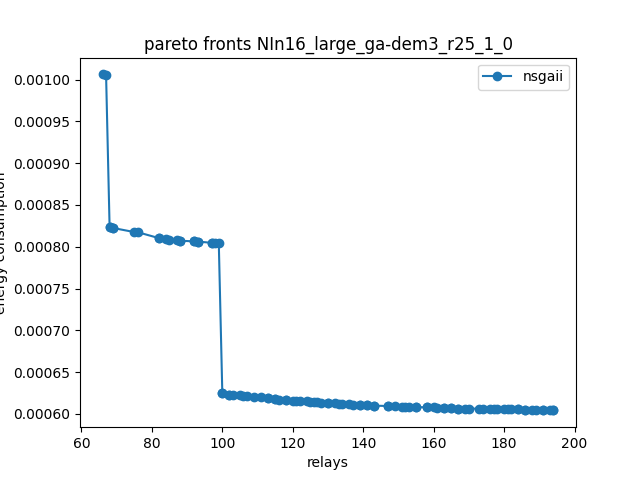 pareto fronts NIn16_large_ga-dem3_r25_1_0
nsgaii
0.00100
0.00095
0.00090
0.00085
0.00080
0.00075
0.00070
0.00065
0.00060
energy consumption
60 80 100 120 140 160 180 200
relays